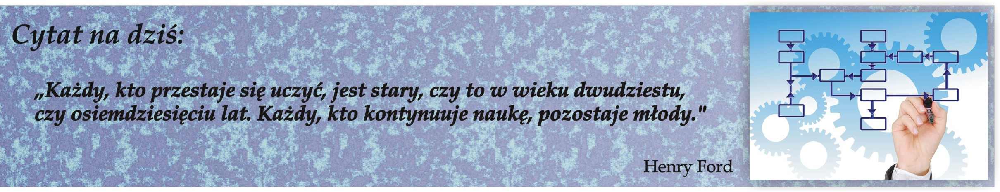 Cytat na dziś:
„Każdy, kto przestaje się uczyć, jest stary, czy to w wieku dwudziestu,
czy osiemdziesięciu lat. Każdy, kto kontynuuje naukę, pozostaje młody."
Henry Ford